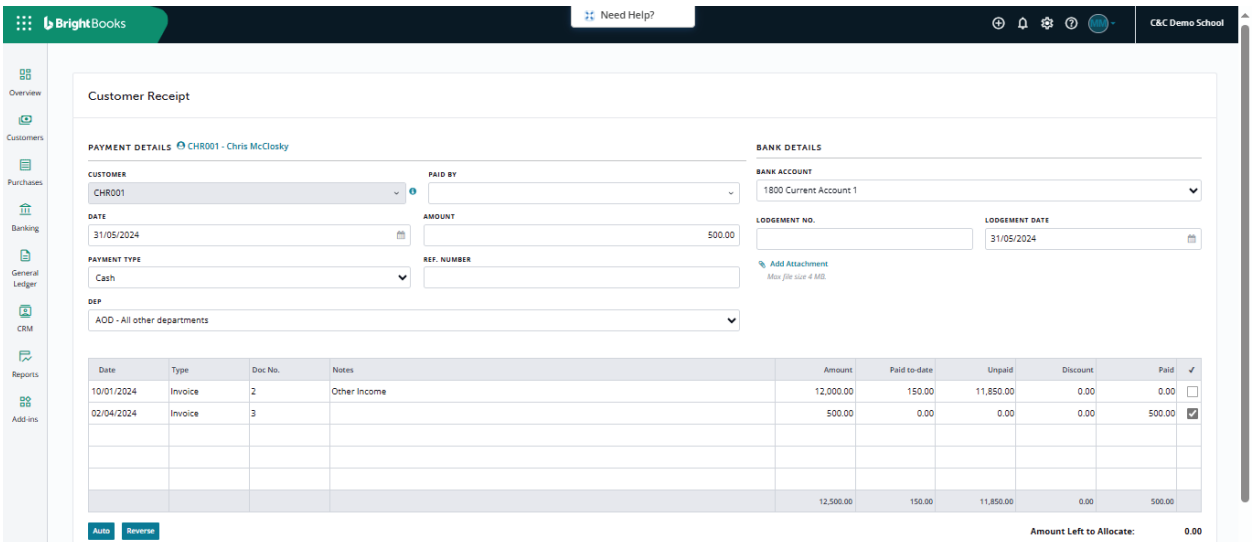 BrightBooks
Need Help?
MM
C&C Demo School
Overview
Customers
Purchases
Banking
General
Ledger
CRM
Reports
Add-ins
Customer Receipt
PAYMENT DETAILS CHR001 - Chris McClosky
CUSTOMER
CHR001
PAID BY
DATE
31/05/2024
AMOUNT
500.00
PAYMENT TYPE
Cash
REF. NUMBER
DEP
AOD - All other departments
BANK DETAILS
BANK ACCOUNT
1800 Current Account 1
LODGEMENT NO.
LODGEMENT DATE
31/05/2024
Add Attachment
Max file size 4 MB.
Date Type Doc No. Notes Amount Paid to-date Unpaid Discount Paid ✓
10/01/2024 Invoice 2 Other Income 12,000.00 150.00 11,850.00 0.00 0.00
02/04/2024 Invoice 3 500.00 0.00 0.00 0.00 500.00
12,500.00 150.00 11,850.00 0.00 500.00
Auto Reverse Amount Left to Allocate: 0.00